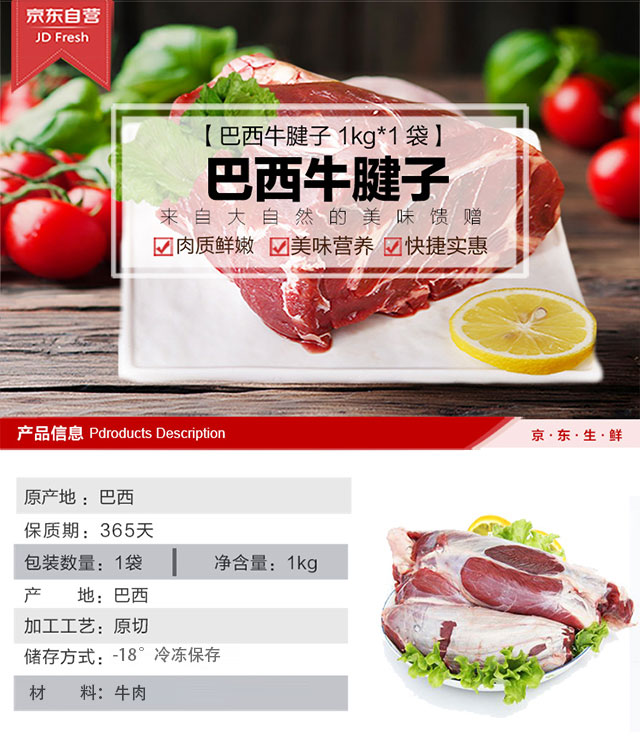 京东自营
JD Fresh
【 巴西牛腱子 1kg*1 袋 】
巴西牛腱子
来自大自然的美味馈赠
肉质鲜嫩 美味营养 快捷实惠
产品信息 Pdroducts Description
京·东·生·鲜
原产地：巴西
保质期：365天
包装数量：1袋 净含量：1kg
产 地：巴西
加工工艺：原切
储存方式：-18°冷冻保存
材 料：牛肉